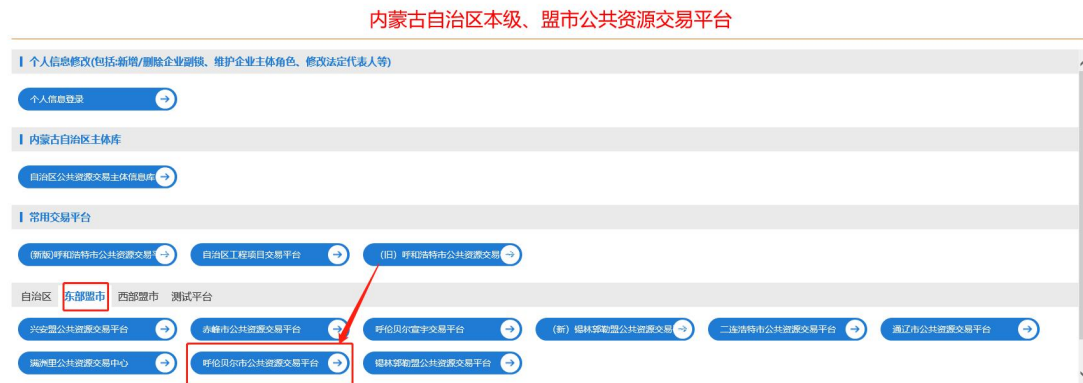 内蒙古自治区本级、盟市公共资源交易平台
个人信息修改(包括:新增/删除企业副锁、维护企业主体角色、修改法定代表人等)
个人信息登录
内蒙古自治区主体库
自治区公共资源交易主体信息库
常用交易平台
(新版)呼和浩特市公共资源交易 自治区工程项目交易平台 (旧) 呼和浩特市公共资源交易
自治区 东部盟市 西部盟市 测试平台
兴安盟公共资源交易平台 赤峰市公共资源交易平台 呼伦贝尔宜宇交易平台 (新) 锡林郭勒盟公共资源交易 二连浩特市公共资源交易平台 通辽市公共资源交易平台
满洲里公共资源交易中心 呼伦贝尔市公共资源交易平台 锡林郭勒盟公共资源交易平台